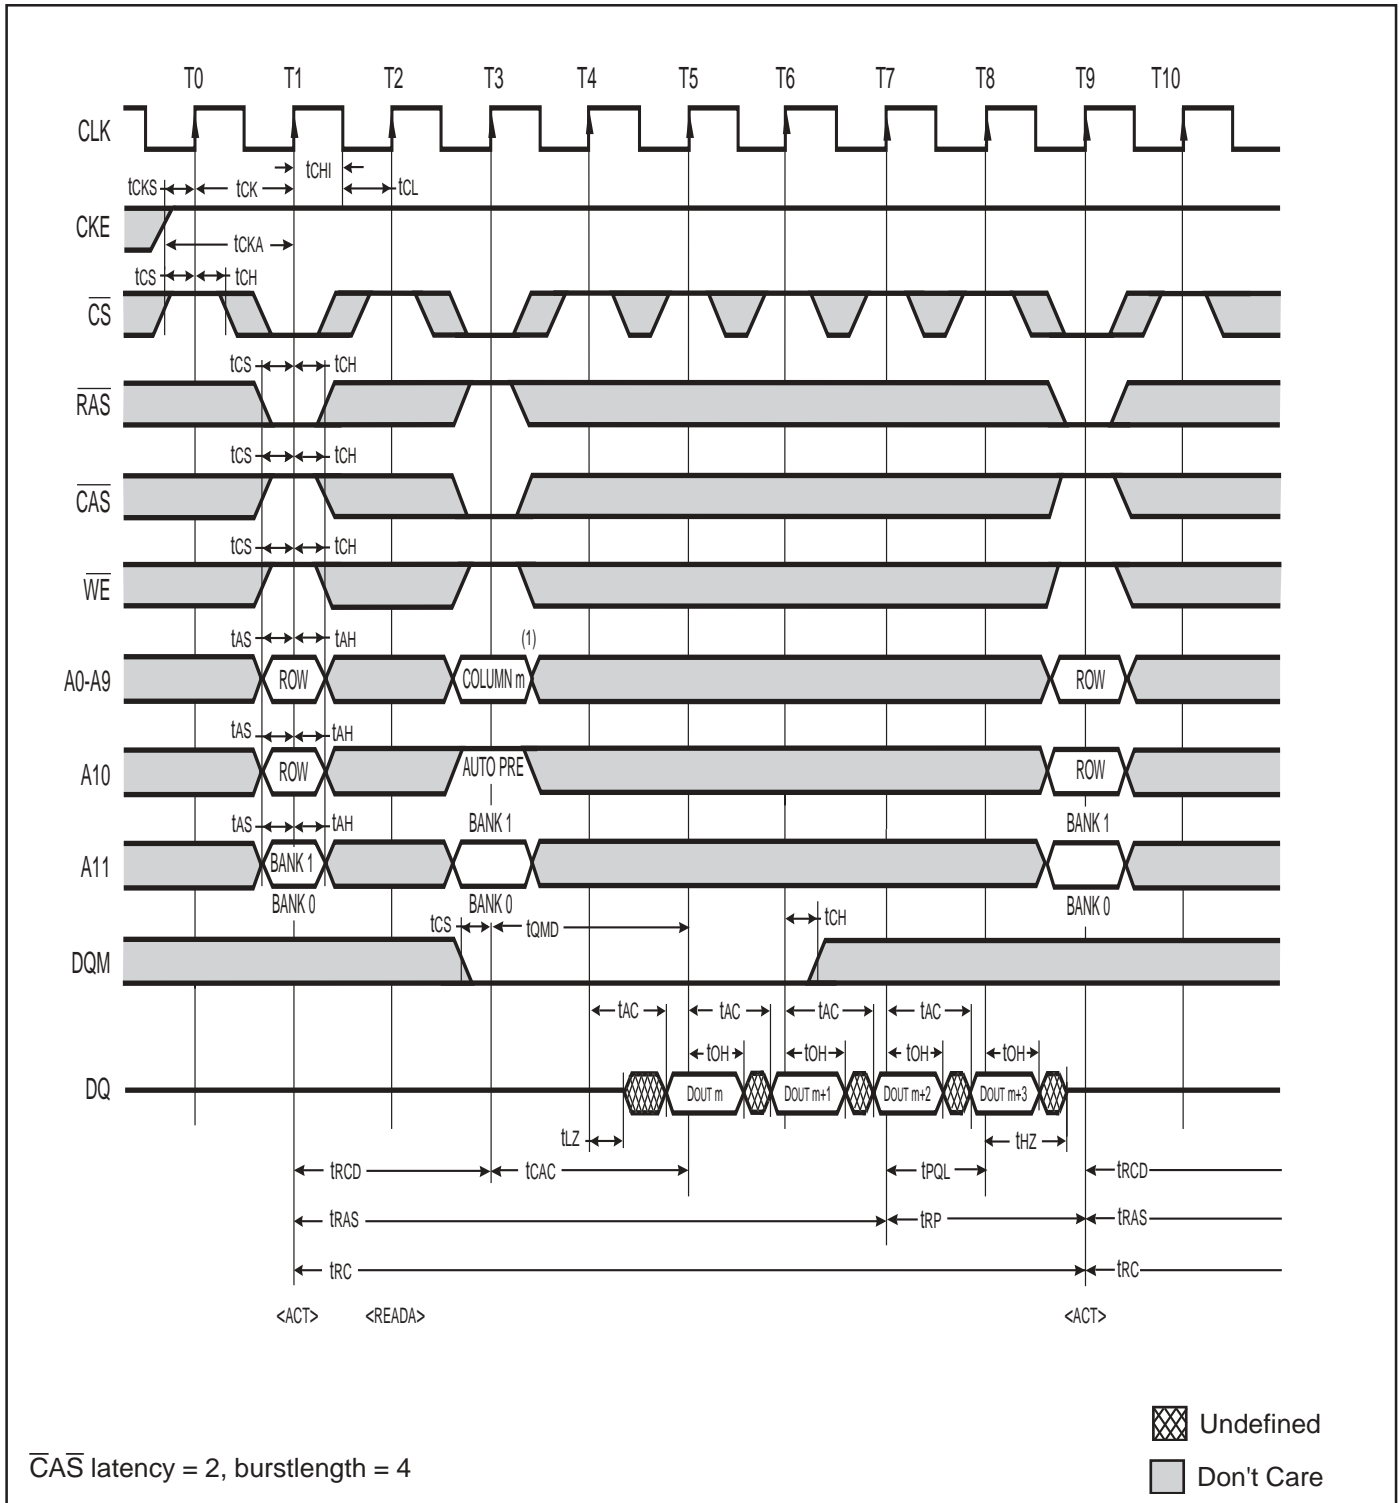 T0 T1 T2 T3 T4 T5 T6 T7 T8 T9 T10
CLK
tCHI
tCKS tCK tCL
CKE
tCKA
tCS tCH
CS
tCS tCH
RAS
tCS tCH
CAS
tCS tCH
WE
tAS tAH (1)
A0-A9 ROW COLUMN m ROW
tAS tAH
A10 ROW AUTO PRE ROW
BANK 1 BANK 1
tAS tAH
A11 BANK 1
BANK 0 BANK 0 BANK 0
tCS tQMD tCH
DQM
tAC tAC tAC tAC
tOH tOH tOH tOH
DQ DOUT m DOUT m+1 DOUT m+2 DOUT m+3
tLZ tHZ
tRCD tCAC tPQL tRCD
tRAS tRP tRAS
tRC tRC
<ACT> <READA> <ACT>
Undefined
CAS latency = 2, burstlength = 4
Don't Care